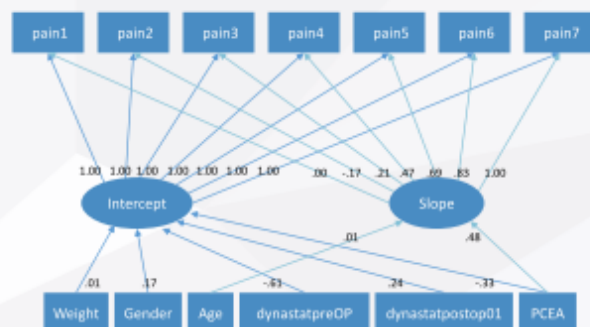 pain1 pain2 pain3 pain4 pain5 pain6 pain7
1.00 1.00 1.00 1.00 1.00 1.00 1.00 .00 -.17 .21 .47 .69 .83 1.00
Intercept Slope
.01 .48
.01 .17 -.61 .24 -.33
Weight Gender Age dynastatpreOP dynastatpostop01 PCEA